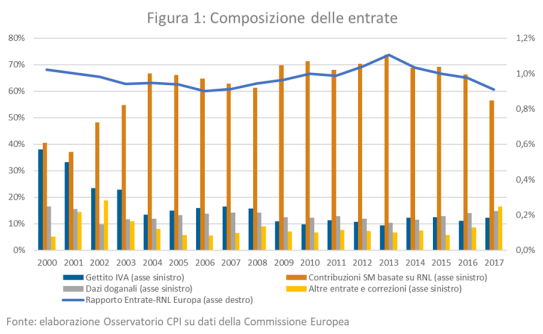 Figura 1: Composizione delle entrate
80%
70%
60%
50%
40%
30%
20%
10%
0%
1,2%
1,0%
0,8%
0,6%
0,4%
0,2%
0,0%
2000 2001 2002 2003 2004 2005 2006 2007 2008 2009 2010 2011 2012 2013 2014 2015 2016 2017
Gettito IVA (asse sinistro) Contribuzioni SM basate su RNL (asse sinistro)
Dazi doganali (asse sinistro) Altre entrate e correzioni (asse sinistro)
Rapporto Entrate-RNL Europa (asse destro)
Fonte: elaborazione Osservatorio CPI su dati della Commissione Europea